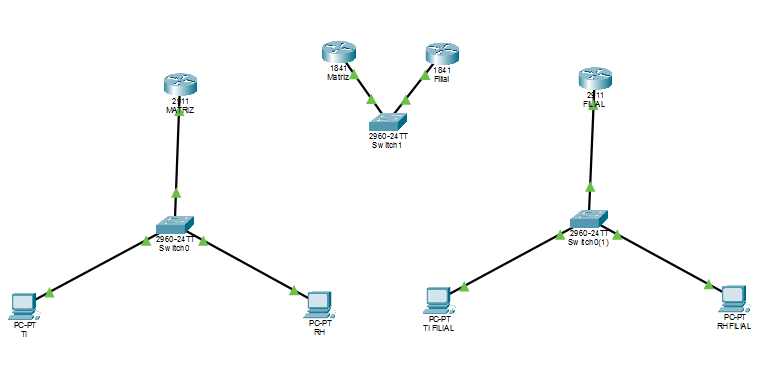 1841
Matriz
1841
Filial
2911
MATRIZ
2911
FILIAL
2960-24TT
Switch1
2960-24TT
Switch0
2960-24TT
Switch0(1)
PC-PT
TI
PC-PT
RH
PC-PT
TI FILIAL
PC-PT
RH FILIAL